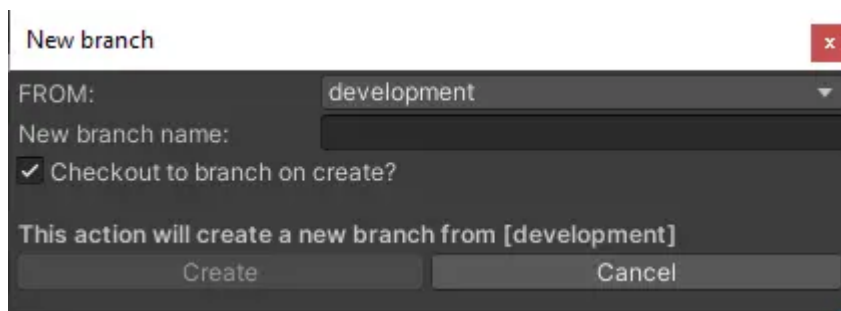 New branch
x
FROM: development
New branch name:
Checkout to branch on create?
This action will create a new branch from [development]
Create Cancel